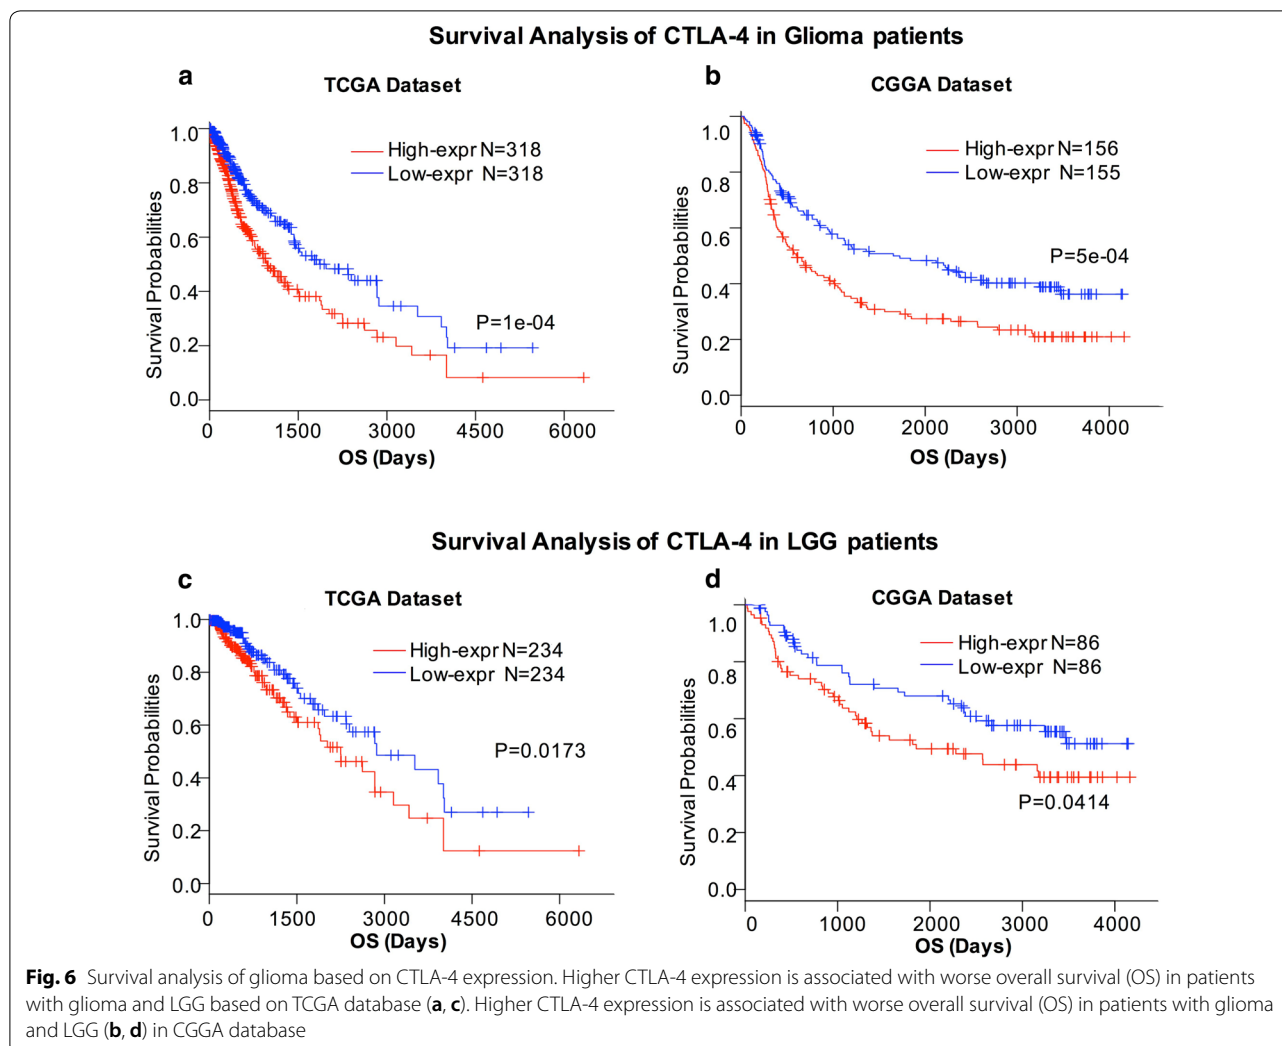 Survival Analysis of CTLA-4 in Glioma patients
a
TCGA Dataset
Survival Probabilities
1.0
0.8
0.6
0.4
0.2
0.0
High-expr N=318
Low-expr N=318
P=1e-04
0 1500 3000 4500 6000
OS (Days)
b
CGGA Dataset
Survival Probabilities
1.0
0.8
0.6
0.4
0.2
0.0
High-expr N=156
Low-expr N=155
P=5e-04
0 1000 2000 3000 4000
OS (Days)
Survival Analysis of CTLA-4 in LGG patients
c
TCGA Dataset
Survival Probabilities
1.0
0.8
0.6
0.4
0.2
0.0
High-expr N=234
Low-expr N=234
P=0.0173
0 1500 3000 4500 6000
OS (Days)
d
CGGA Dataset
Survival Probabilities
1.0
0.8
0.6
0.4
0.2
0.0
High-expr N=86
Low-expr N=86
P=0.0414
0 1000 2000 3000 4000
OS (Days)
Fig. 6 Survival analysis of glioma based on CTLA-4 expression. Higher CTLA-4 expression is associated with worse overall survival (OS) in patients
with glioma and LGG based on TCGA database (a, c). Higher CTLA-4 expression is associated with worse overall survival (OS) in patients with glioma
and LGG (b, d) in CGGA database